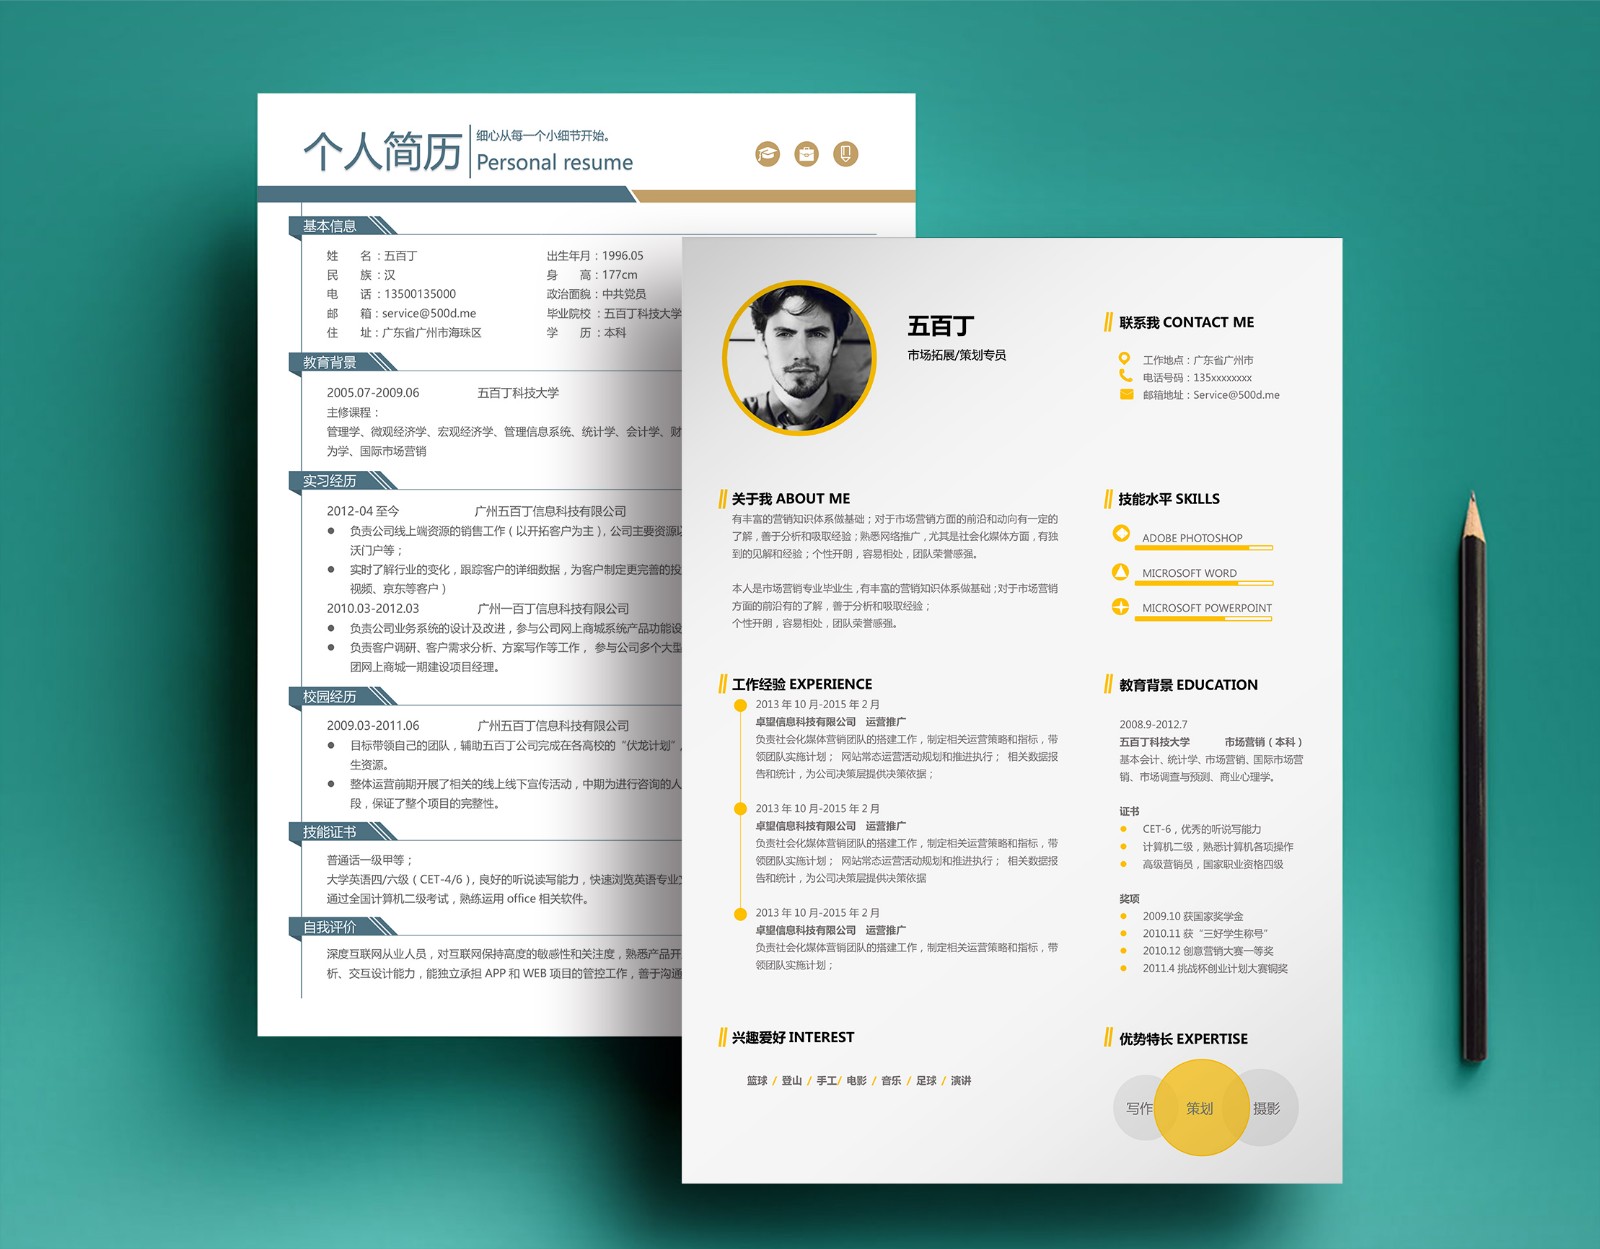 个人简历
细心从每一个小细节开始。
Personal resume
基本信息
姓 名：五百丁 出生年月：1996.05
民 族：汉 身 高：177cm
电 话：13500135000 政治面貌：中共党员
邮 箱：service@500d.me 毕业院校：五百丁科技大学
住 址：广东省广州市海珠区 学 历：本科
教育背景
2005.07-2009.06 五百丁科技大学
主修课程：
管理学、微观经济学、宏观经济学、管理信息系统、统计学、会计学、财
为学、国际市场营销
实习经历
2012-04 至今 广州五百丁信息科技有限公司
● 负责公司线上端资源的销售工作（以开拓客户为主），公司主要资源以
沃门户等；
● 实时了解行业的变化，跟踪客户的详细数据，为客户制定更完善的投
视频、京东等客户）
2010.03-2012.03 广州一百丁信息科技有限公司
● 负责公司业务系统的设计及改进，参与公司网上商城系统产品功能设
● 负责客户调研、客户需求分析、方案写作等工作， 参与公司多个大型
团网上商城一期建设项目经理。
校园经历
2009.03-2011.06 广州五百丁信息科技有限公司
● 目标带领自己的团队，辅助五百丁公司完成在各高校的“伏龙计划”，
生资源。
● 整体运营前期开展了相关的线上线下宣传活动，中期为进行咨询的人
段，保证了整个项目的完整性。
技能证书
普通话一级甲等；
大学英语四/六级（CET-4/6），良好的听说读写能力，快速浏览英语专业
通过全国计算机二级考试，熟练运用 office 相关软件。
自我评价
深度互联网从业人员，对互联网保持高度的敏感性和关注度，熟悉产品开
析、交互设计能力，能独立承担 APP 和 WEB 项目的管控工作，善于沟通
五百丁
市场拓展/策划专员
联系我 CONTACT ME
工作地点：广东省广州市
电话号码：135xxxxxxxx
邮箱地址：Service@500d.me
关于我 ABOUT ME
有丰富的营销知识体系做基础；对于市场营销方面的前沿和动向有一定的
了解，善于分析和吸取经验；熟悉网络推广，尤其是社会化媒体方面，有独
到的见解和经验；个性开朗，容易相处，团队荣誉感强。
本人是市场营销专业毕业生，有丰富的营销知识体系做基础；对于市场营销
方面的前沿有的了解，善于分析和吸取经验；
个性开朗，容易相处，团队荣誉感强。
技能水平 SKILLS
ADOBE PHOTOSHOP
MICROSOFT WORD
MICROSOFT POWERPOINT
工作经验 EXPERIENCE
2013 年 10 月-2015 年 2 月
卓望信息科技有限公司 运营推广
负责社会化媒体营销团队的搭建工作，制定相关运营策略和指标，带
领团队实施计划； 网站常态运营活动规划和推进执行； 相关数据报
告和统计，为公司决策层提供决策依据；
2013 年 10 月-2015 年 2 月
卓望信息科技有限公司 运营推广
负责社会化媒体营销团队的搭建工作，制定相关运营策略和指标，带
领团队实施计划； 网站常态运营活动规划和推进执行； 相关数据报
告和统计，为公司决策层提供决策依据
2013 年 10 月-2015 年 2 月
卓望信息科技有限公司 运营推广
负责社会化媒体营销团队的搭建工作，制定相关运营策略和指标，带
领团队实施计划；
教育背景 EDUCATION
2008.9-2012.7
五百丁科技大学 市场营销（本科）
基本会计、统计学、市场营销、国际市场营
销、市场调查与预测、商业心理学。
证书
● CET-6，优秀的听说写能力
● 计算机二级，熟悉计算机各项操作
● 高级营销员，国家职业资格四级
奖项
● 2009.10 获国家奖学金
● 2010.11 获“三好学生称号”
● 2010.12 创意营销大赛一等奖
● 2011.4 挑战杯创业计划大赛铜奖
兴趣爱好 INTEREST
篮球 / 登山 / 手工/ 电影 / 音乐 / 足球 / 演讲
优势特长 EXPERTISE
写作 策划 摄影